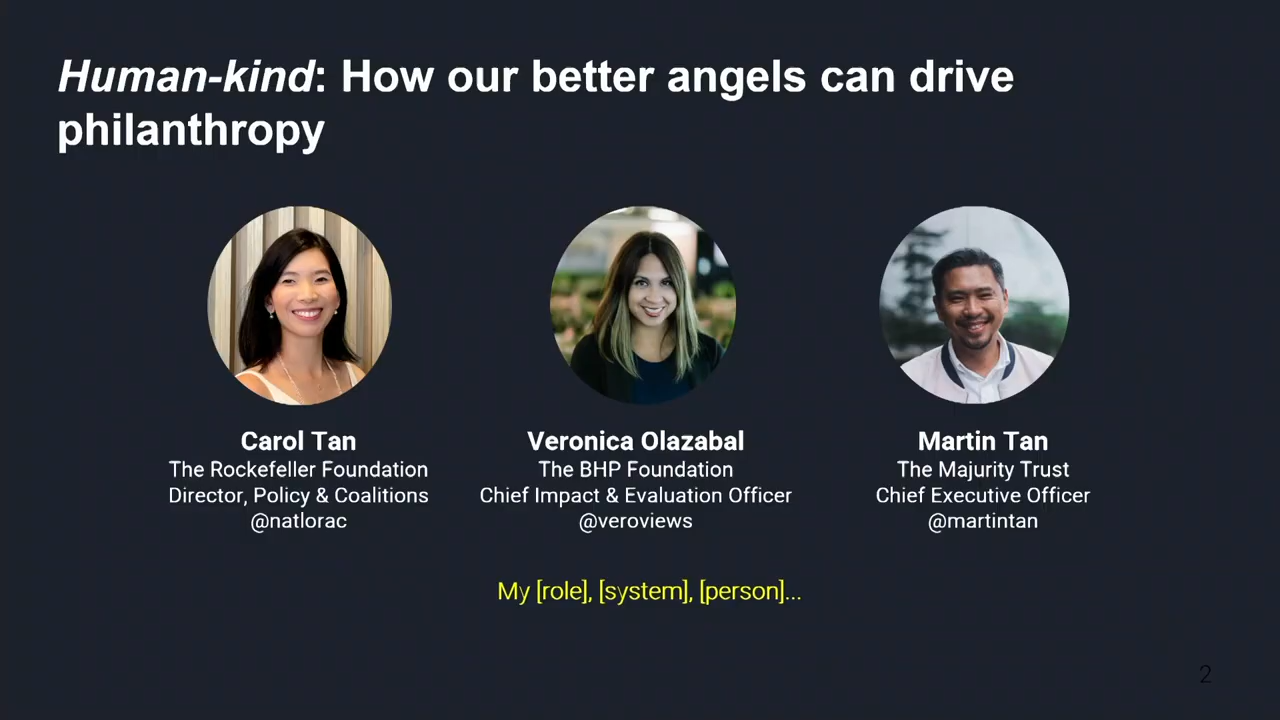 Human-kind: How our better angels can drive
philanthropy
Carol Tan
The Rockefeller Foundation
Director, Policy & Coalitions
@natlorac
Veronica Olazabal
The BHP Foundation
Chief Impact & Evaluation Officer
@veroviews
Martin Tan
The Majurity Trust
Chief Executive Officer
@martintan
My [role], [system], [person]...
2